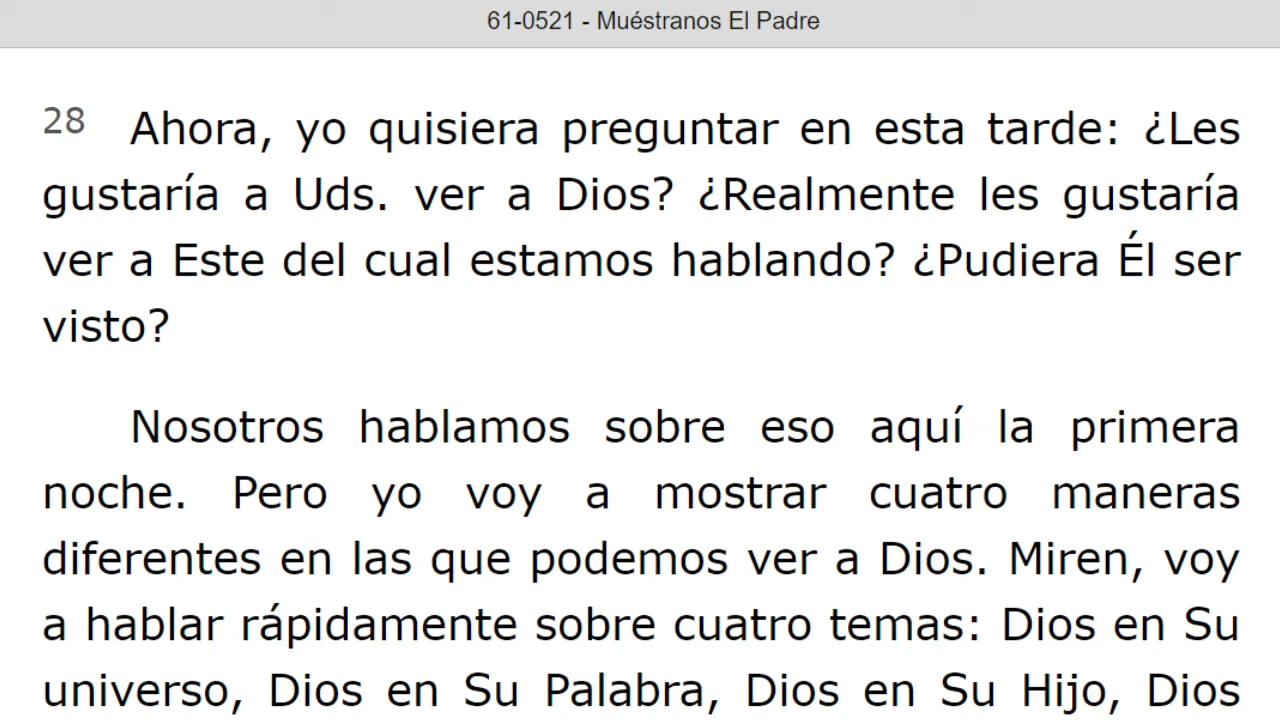 61-0521 - Muéstranos El Padre
28 Ahora, yo quisiera preguntar en esta tarde: ¿Les
gustaría a Uds. ver a Dios? ¿Realmente les gustaría
ver a Este del cual estamos hablando? ¿Pudiera Él ser
visto?
Nosotros hablamos sobre eso aquí la primera
noche. Pero yo voy a mostrar cuatro maneras
diferentes en las que podemos ver a Dios. Miren, voy
a hablar rápidamente sobre cuatro temas: Dios en Su
universo, Dios en Su Palabra, Dios en Su Hijo, Dios